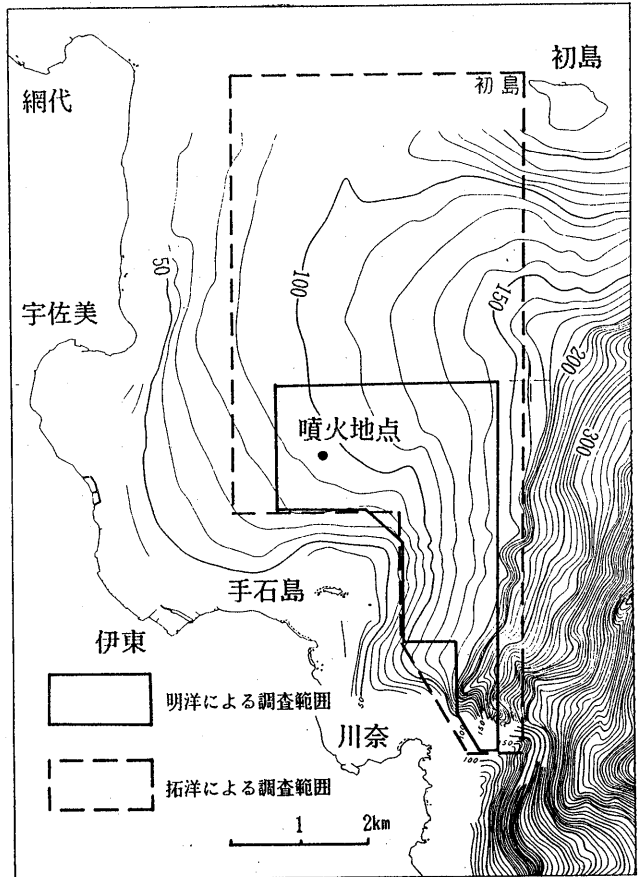 初島
初島
網代
50
100
150
宇佐美
200
300
噴火地点
手石島
伊東
明洋による調査範囲
川奈
100
拓洋による調査範囲
1 2km